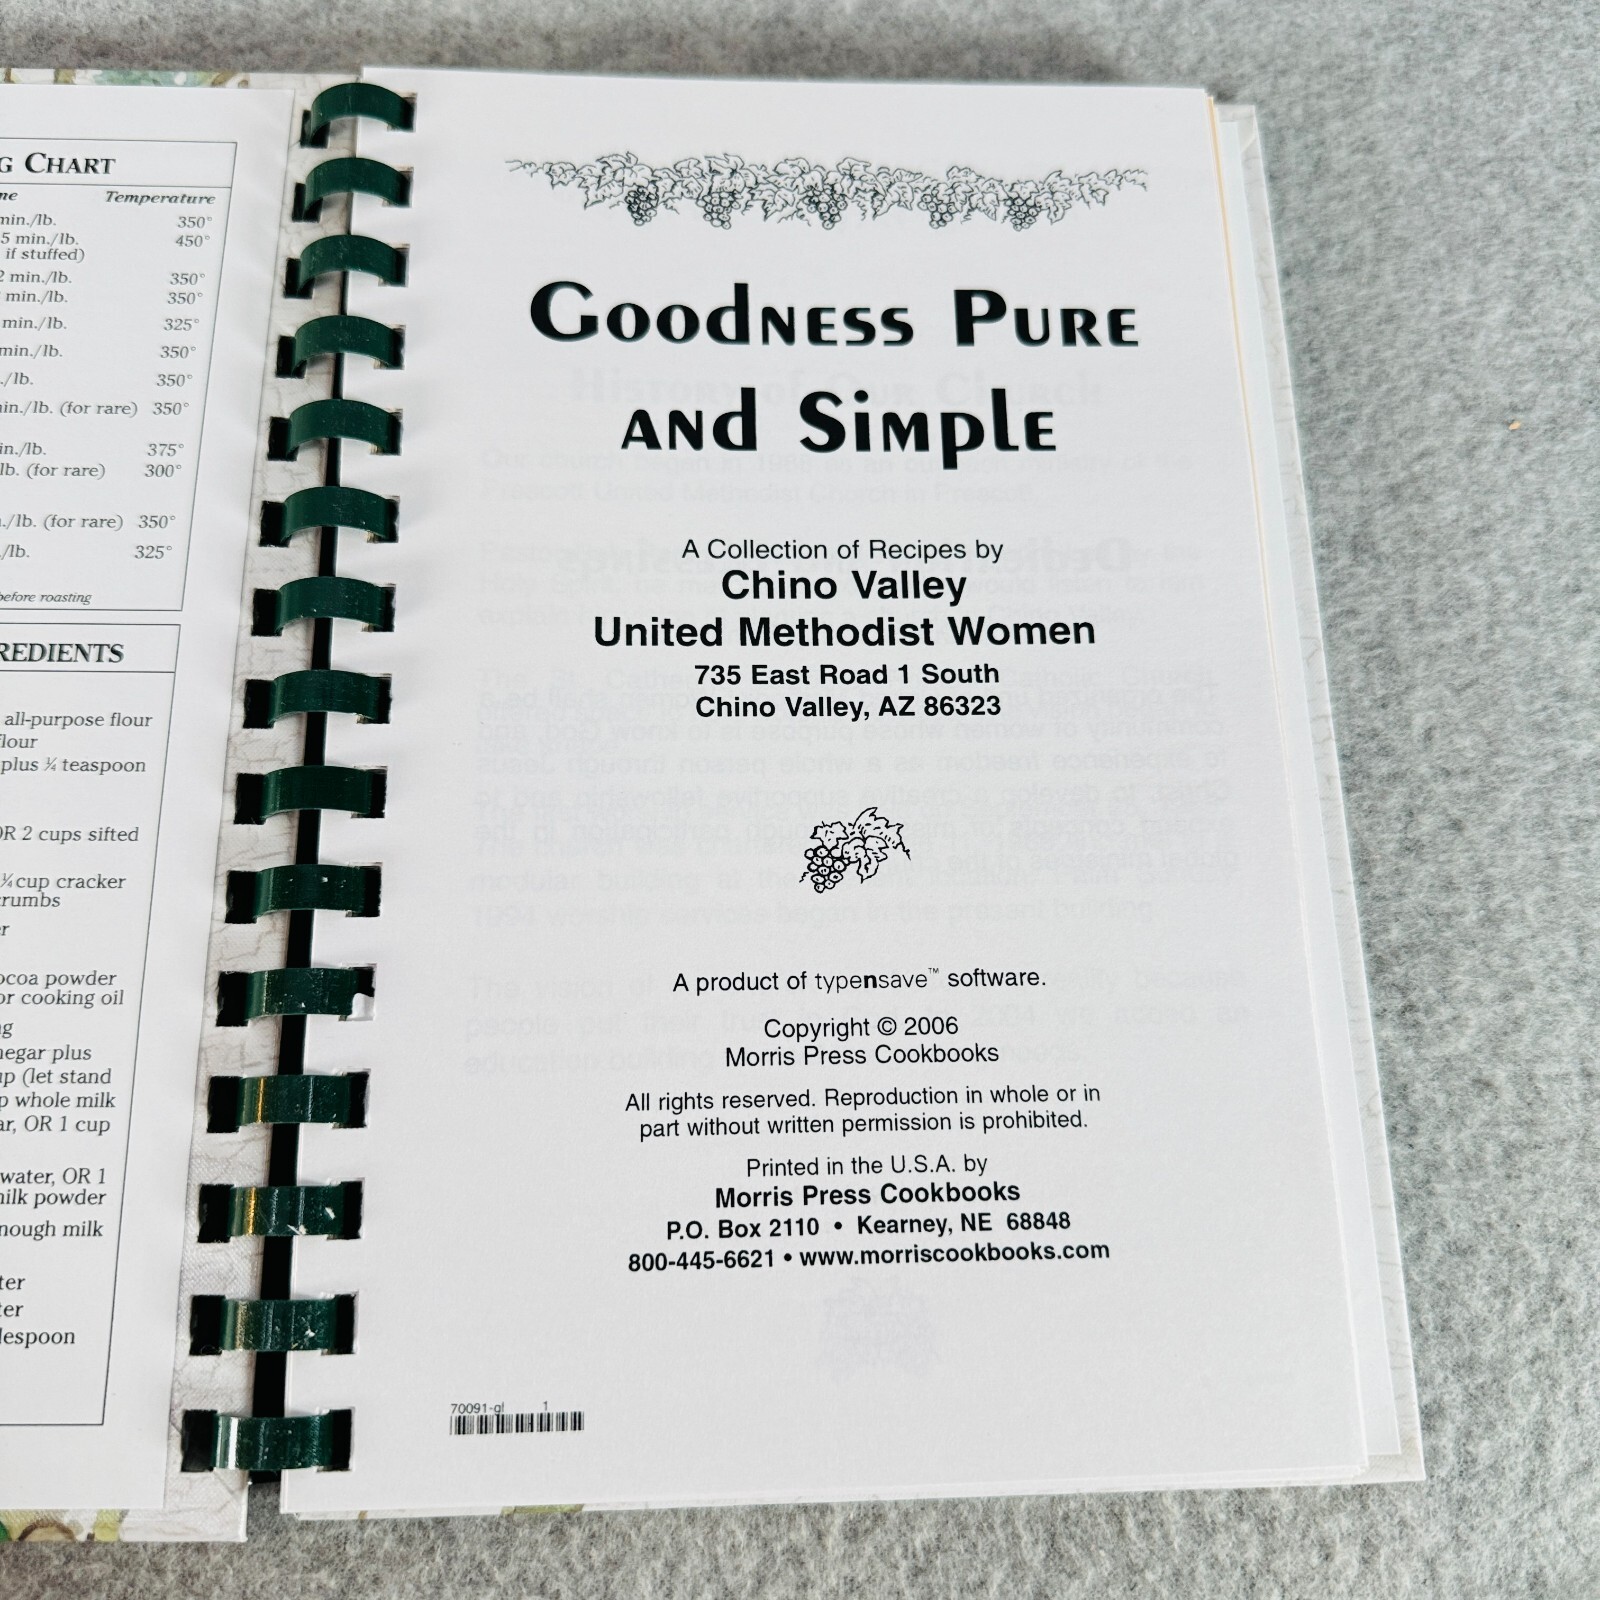 G CHART
Temperature
min./lb. 350°
5 min./lb. 450°
if stuffed)
2 min./lb. 350°
min./lb. 350°
min./lb. 325°
min./lb. 350°
./lb. 350°
in./lb. (for rare) 350°
in./lb. 375°
lb. (for rare) 300°
./lb. (for rare) 350°
/lb. 325°
before roasting
REDIENTS
all-purpose flour
flour
plus ¼ teaspoon
OR 2 cups sifted
¼ cup cracker
crumbs
ocoa powder
or cooking oil
negar plus
up (let stand
p whole milk
ar, OR 1 cup
water, OR 1
milk powder
nough milk
ter
ter
lespoon
GOODNESS PURE
AND SIMPLE
A Collection of Recipes by
Chino Valley
United Methodist Women
735 East Road 1 South
Chino Valley, AZ 86323
A product of typensave™ software.
Copyright © 2006
Morris Press Cookbooks
All rights reserved. Reproduction in whole or in
part without written permission is prohibited.
Printed in the U.S.A. by
Morris Press Cookbooks
P.O. Box 2110 • Kearney, NE 68848
800-445-6621 • www.morriscookbooks.com
70091-gl 1